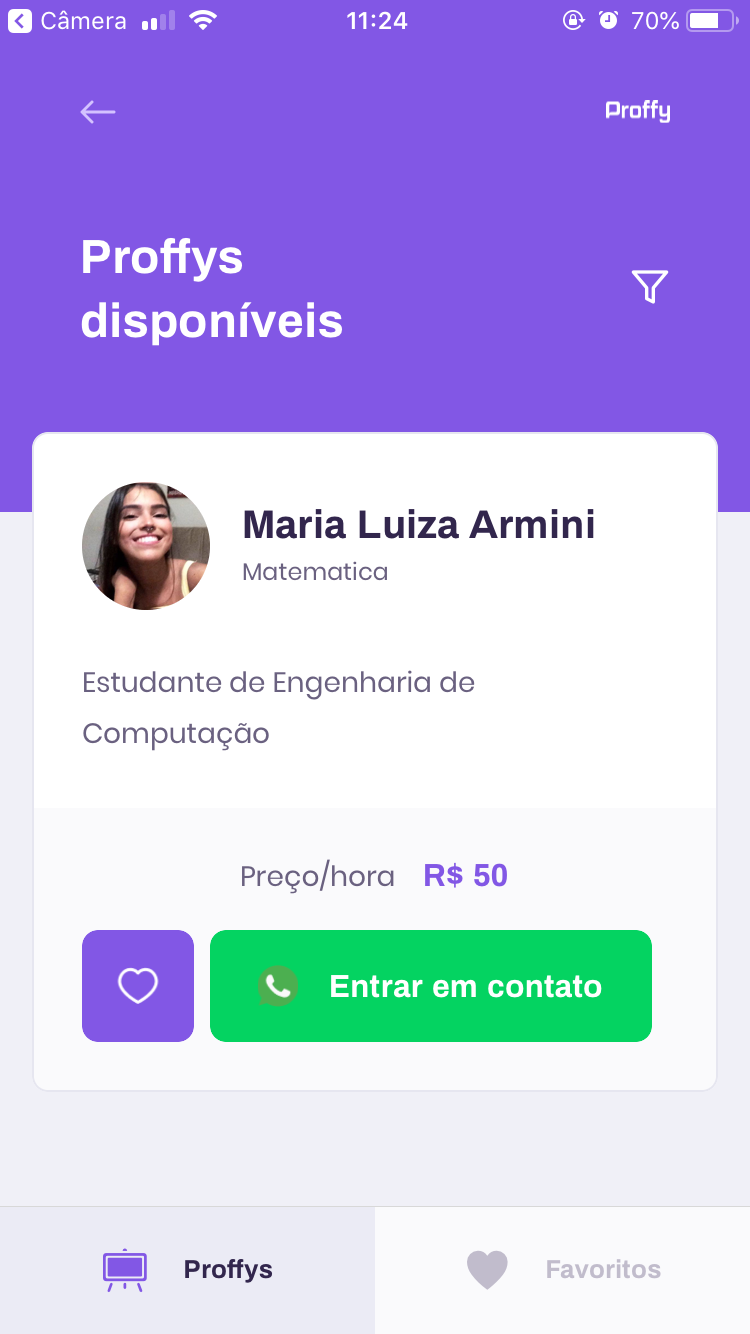 Câmera 11:24 70%
Proffy
Proffys
disponíveis
Maria Luiza Armini
Matematica
Estudante de Engenharia de
Computação
Preço/hora R$ 50
Entrar em contato
Proffys Favoritos